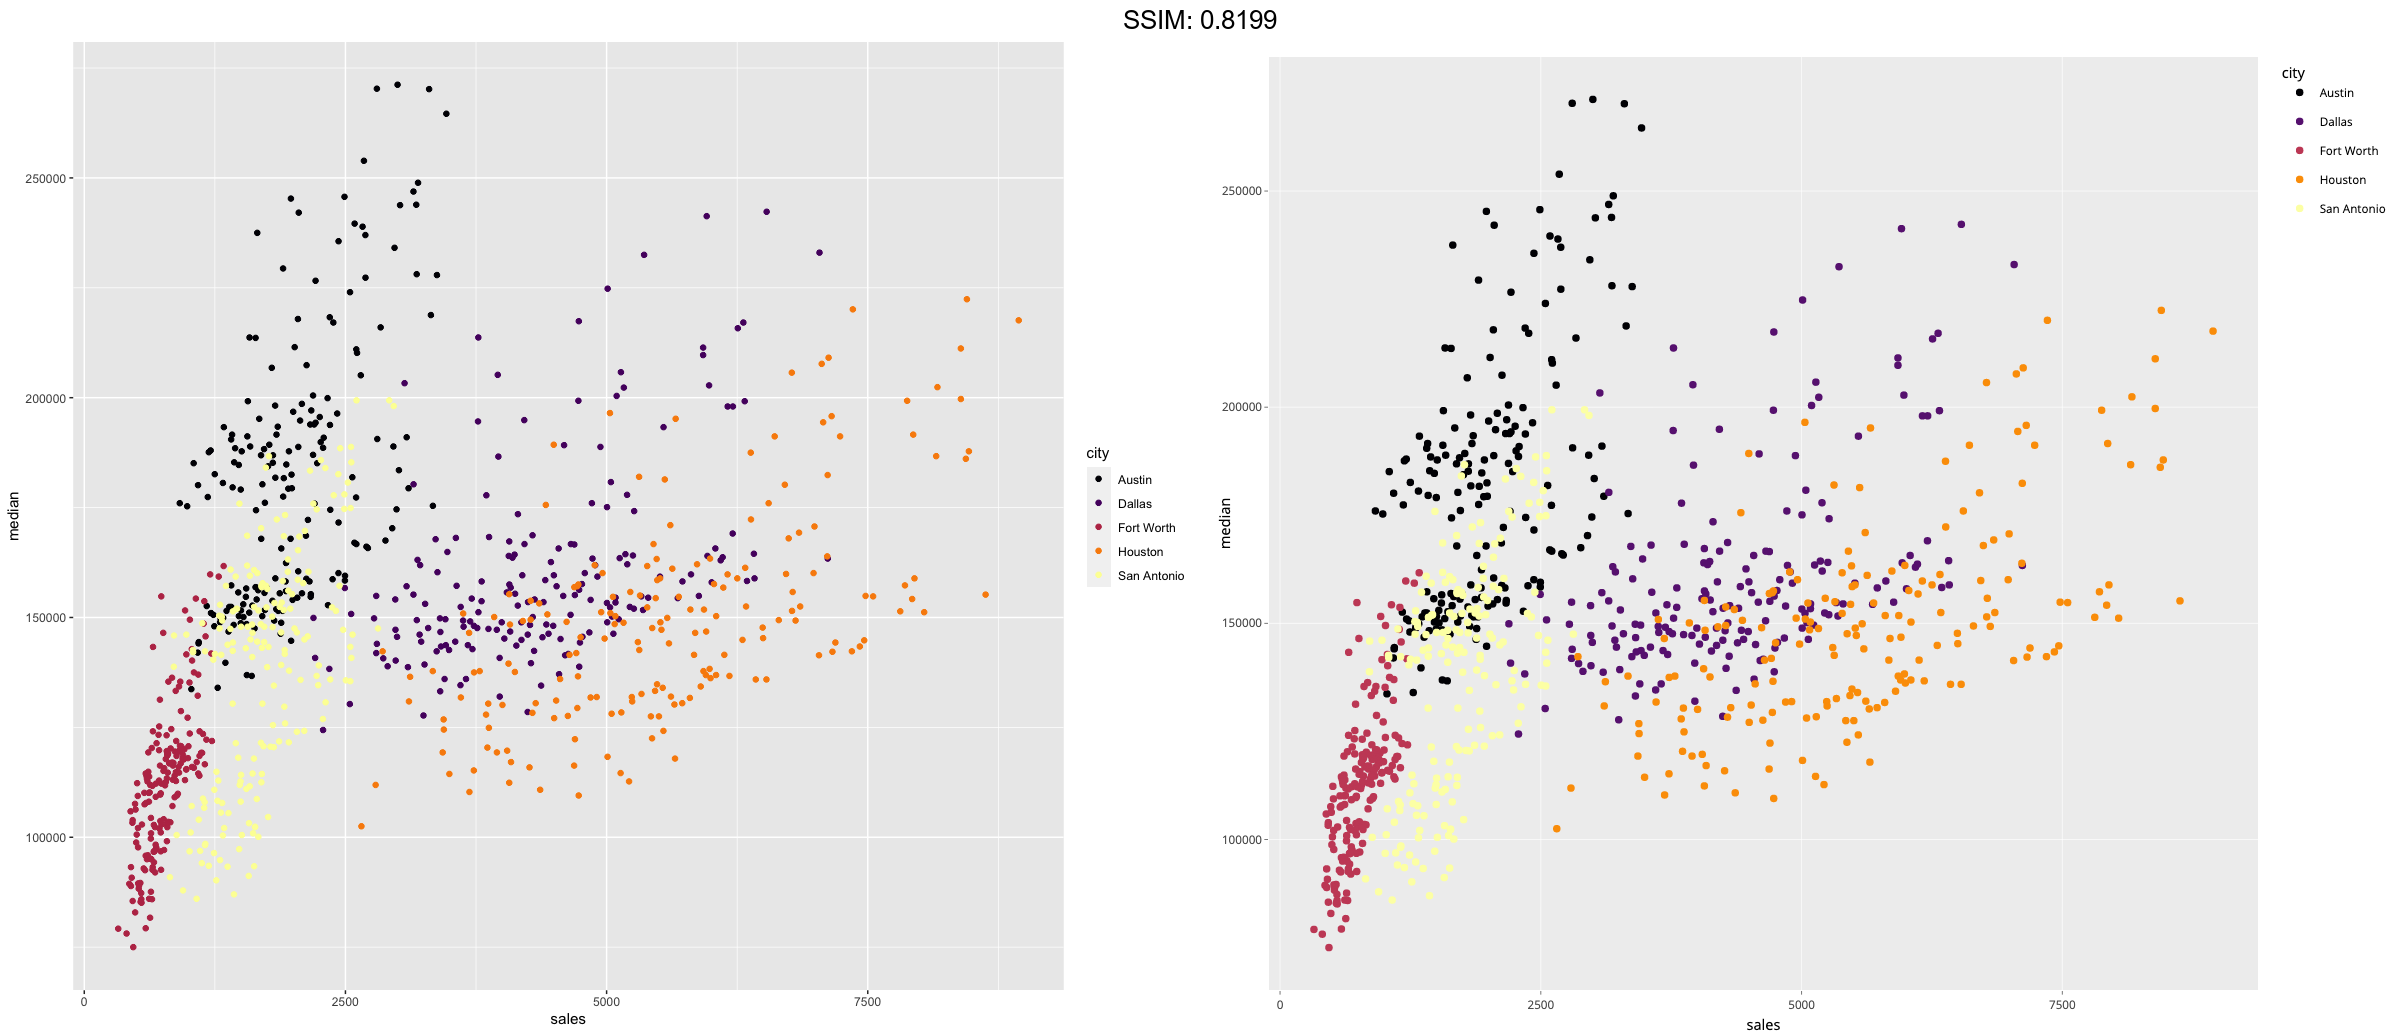 SSIM: 0.8199
median
250000
200000
150000
100000
0 2500 5000 7500
sales
city
Austin
Dallas
Fort Worth
Houston
San Antonio
median
250000
200000
150000
100000
0 2500 5000 7500
sales
city
Austin
Dallas
Fort Worth
Houston
San Antonio